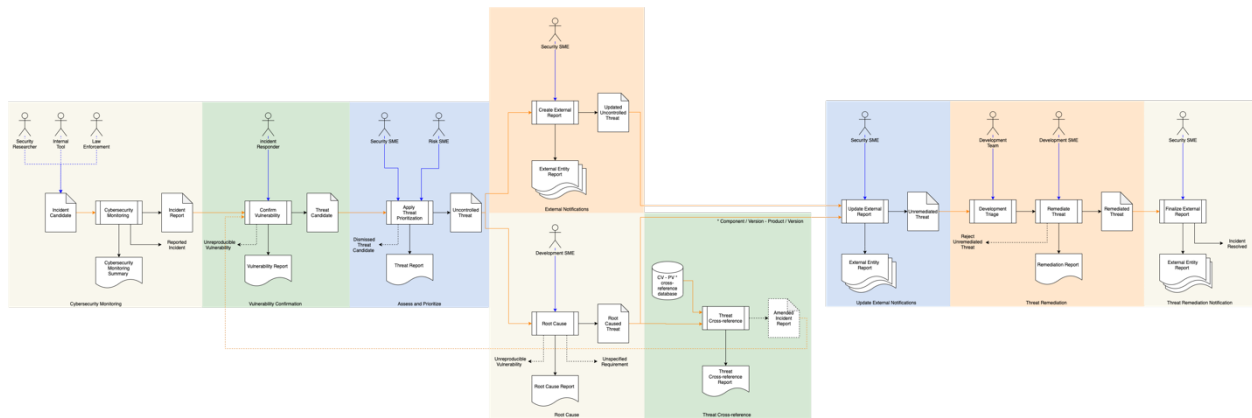 Security
Researcher
Internal
Tool
Law
Enforcement
Incident
Candidate
Cybersecurity
Monitoring
Incident
Report
Reported
Incident
Cybersecurity
Monitoring
Summary
Cybersecurity Monitoring
Incident
Responder
Confirm
Vulnerability
Threat
Candidate
Unreproducible
Vulnerability
Vulnerability Report
Vulnerability Confirmation
Security SME
Risk SME
Apply
Threat
Prioritization
Uncontrolled
Threat
Dismissed
Threat
Candidate
Threat Report
Assess and Prioritize
Security SME
Create External
Report
Updated
Uncontrolled
Threat
External Entity
Report
External Notifications
Development SME
Root Cause
Root
Caused
Threat
Unreproducible
Vulnerability
Unspecified
Requirement
Root Cause Report
Root Cause
* Component / Version - Product / Version
CV - PV *
cross-
reference
database
Threat
Cross-reference
Amended
Incident
Report
Threat
Cross-reference
Report
Threat Cross-reference
Security SME
Update External
Report
Unremediated
Threat
External Entity
Report
Update External Notifications
Development
Team
Development SME
Development
Triage
Remediate
Threat
Remediated
Threat
Reject
Unremediated
Threat
Remediation Report
Threat Remediation
Security SME
Finalize External
Report
Incident
Resolved
External Entity
Report
Threat Remediation Notification